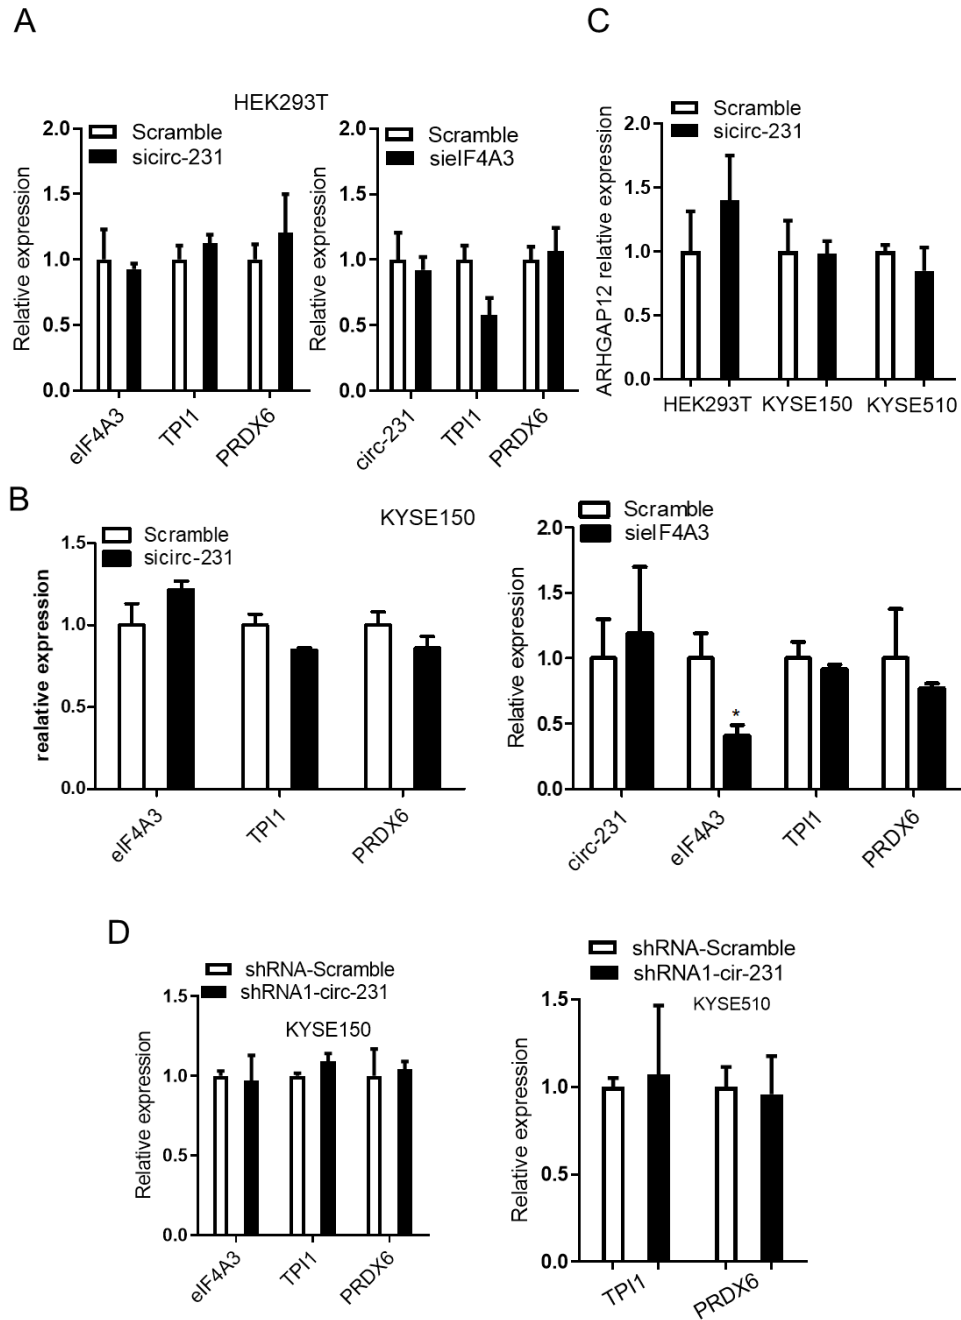 A
HEK293T
Scramble
sicirc-231
Relative expression
2.0
1.5
1.0
0.5
0.0
eIF4A3
TPI1
PRDX6
Scramble
sieIF4A3
Relative expression
2.0
1.5
1.0
0.5
0.0
circ-231
TPI1
PRDX6
C
Scramble
sicirc-231
ARHGAP12 relative expression
2.0
1.5
1.0
0.5
0.0
HEK293T KYSE150 KYSE510
B
KYSE150
Scramble
sicirc-231
realative expression
1.5
1.0
0.5
0.0
eIF4A3
TPI1
PRDX6
Scramble
sieIF4A3
Relative expression
2.0
1.5
1.0
0.5
0.0
*
circ-231
eIF4A3
TPI1
PRDX6
D
shRNA-Scramble
shRNA1-circ-231
KYSE150
Relative expression
1.5
1.0
0.5
0.0
eIF4A3
TPI1
PRDX6
shRNA-Scramble
shRNA1-cir-231
KYSE510
Relative expression
1.5
1.0
0.5
0.0
TPI1
PRDX6